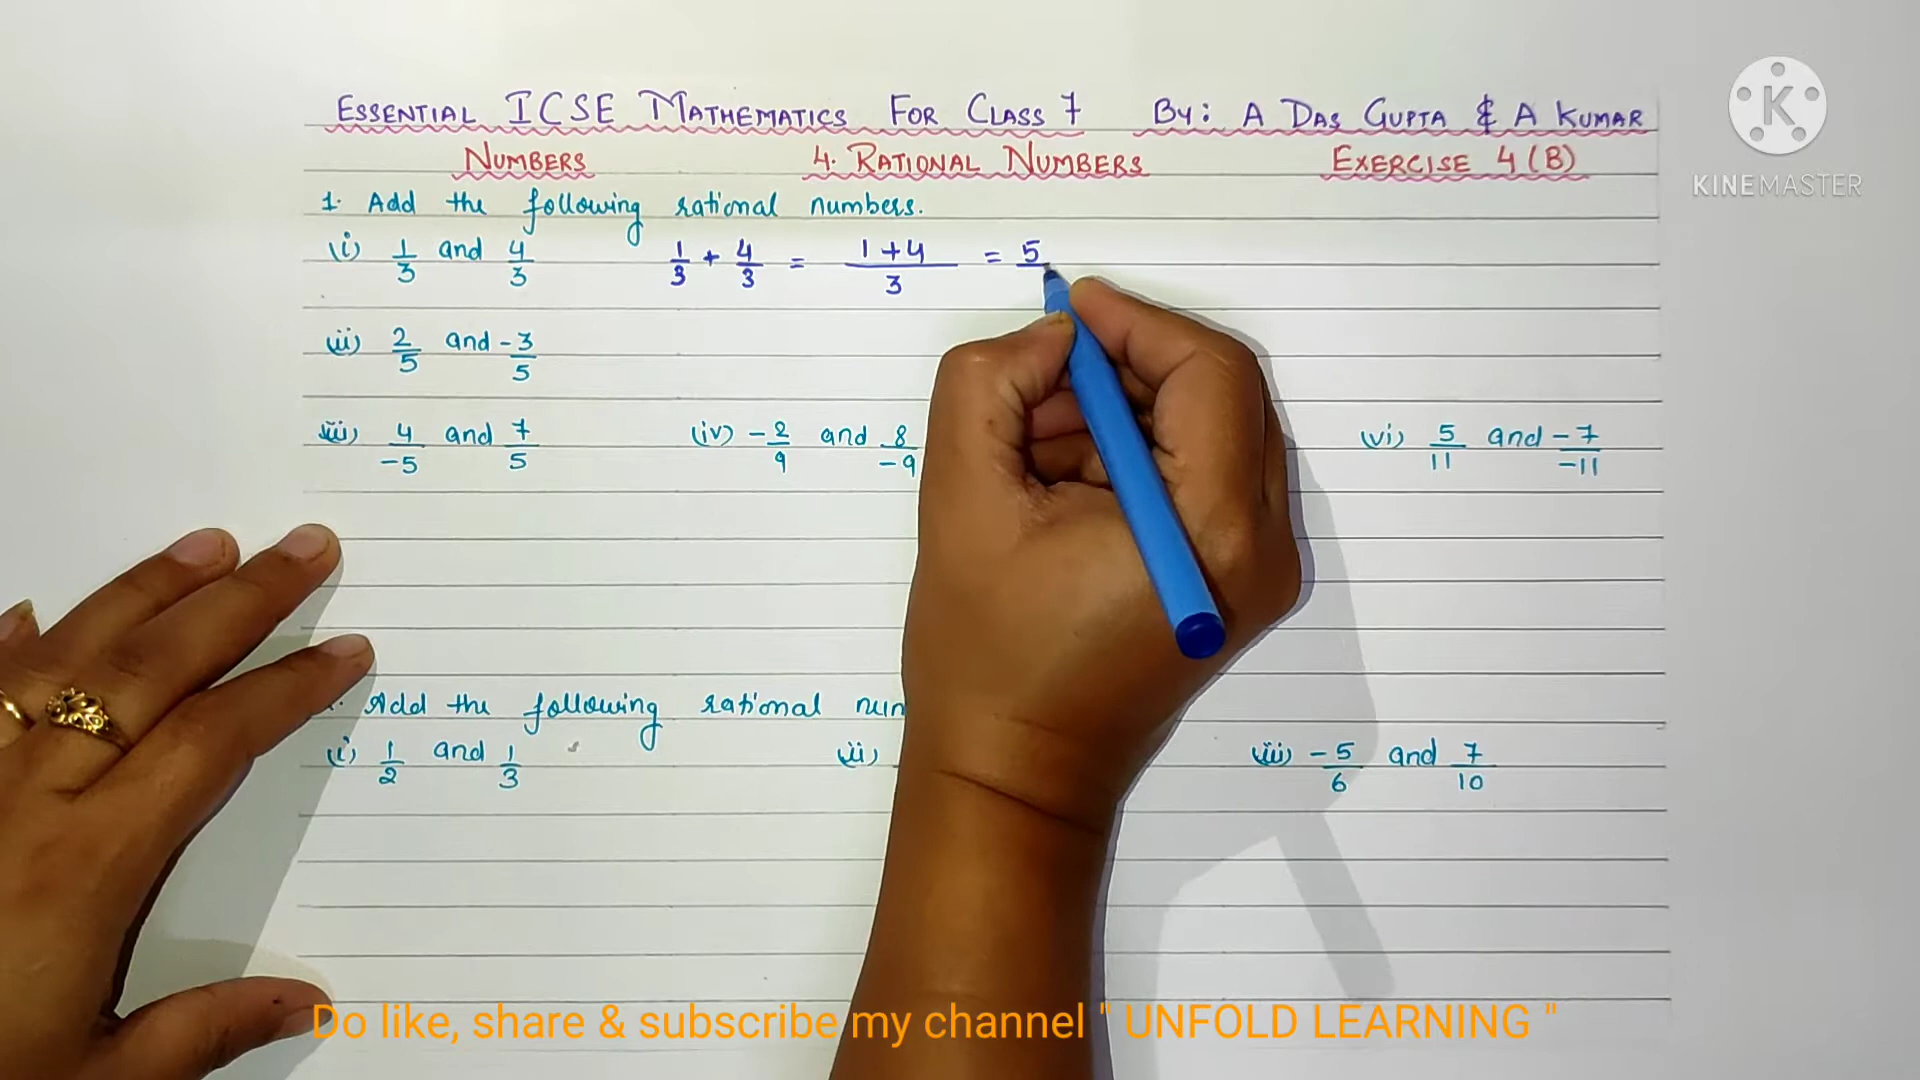 ESSENTIAL ICSE MATHEMATICS FOR CLASS 7 BY: A DAS GUPTA & A KUMAR
NUMBERS 4. RATIONAL NUMBERS EXERCISE 4(B)
KINEMASTER
1. Add the following rational numbers.
(i) 1/3 and 4/3 1/3 + 4/3 = 1+4/3 = 5
(ii) 2/5 and -3/5
(iii) 4/-5 and 7/5 (iv) -2/9 and 8/-9 (vi) 5/11 and -7/-11
Add the following rational
(i) 1/2 and 1/3 (ii) (iii) -5/6 and 7/10
Do like, share & subscribe my channel " UNFOLD LEARNING "